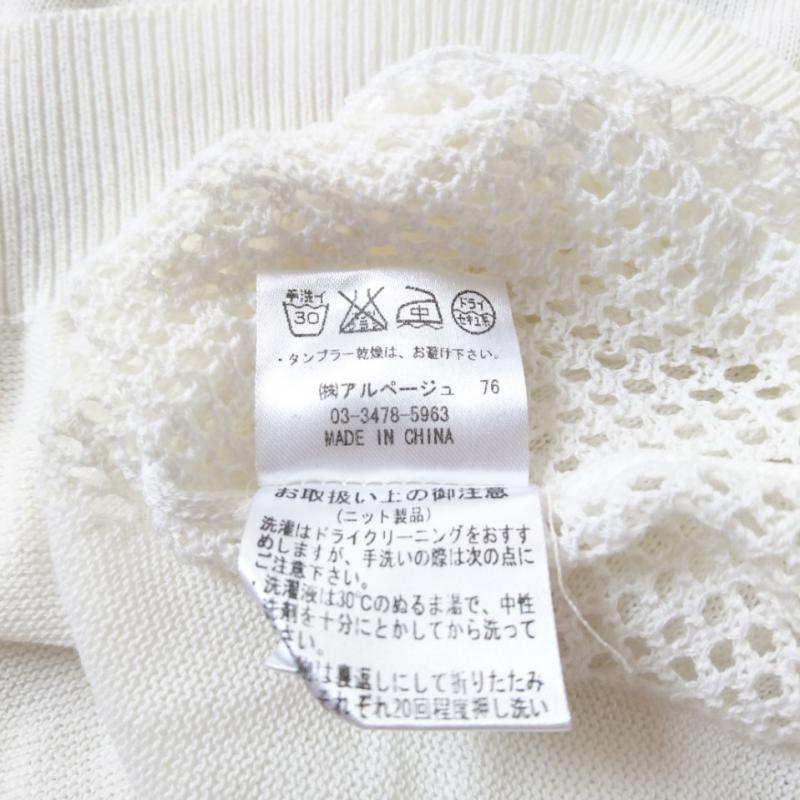 手洗イ
30
中
ドライ
セキユ系
・タンブラー乾燥は、お避け下さい。
㈱アルページュ 76
03-3478-5963
MADE IN CHINA
お取扱い上の御注意
(ニット製品)
洗濯はドライクリーニングをおすす
めしますが、手洗いの際は次の点に
ご注意下さい。
・洗濯液は30℃のぬるま湯で、中性
洗剤を十分にとかしてから洗って
さい。
は裏返しにして折りたたみ
それぞれ20回程度押し洗い